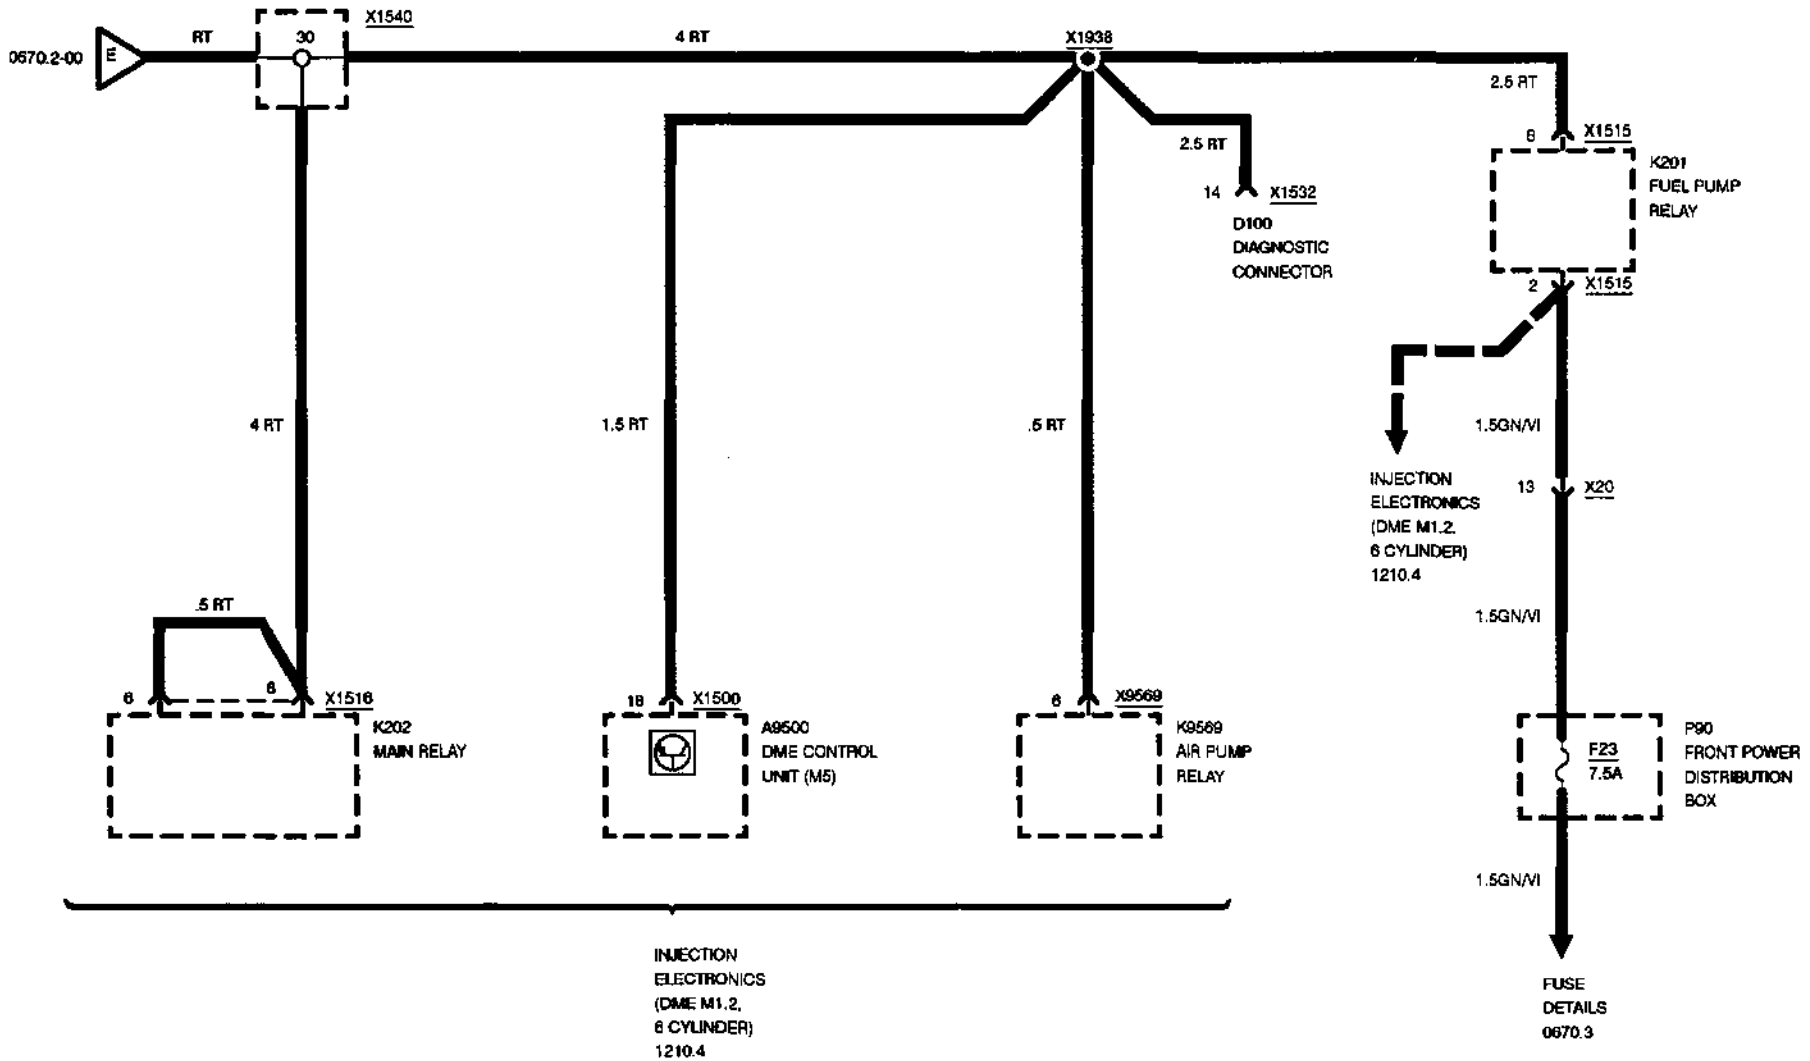 X1540
0670.2-00
E
RT
30
4 RT
X1938
2.5 RT
2.5 RT
6
X1515
K201
FUEL PUMP
RELAY
14
X1532
D100
DIAGNOSTIC
CONNECTOR
2
X1515
4 RT
1.5 RT
.5 RT
1.5GN/VI
INJECTION
ELECTRONICS
(DME M1.2,
6 CYLINDER)
1210.4
13
X20
.5 RT
1.5GN/VI
6
8
X1516
K202
MAIN RELAY
18
X1500
A9500
DME CONTROL
UNIT (M5)
6
X9569
K9569
AIR PUMP
RELAY
F23
7.5A
P90
FRONT POWER
DISTRIBUTION
BOX
1.5GN/VI
INJECTION
ELECTRONICS
(DME M1.2,
6 CYLINDER)
1210.4
FUSE
DETAILS
0670.3